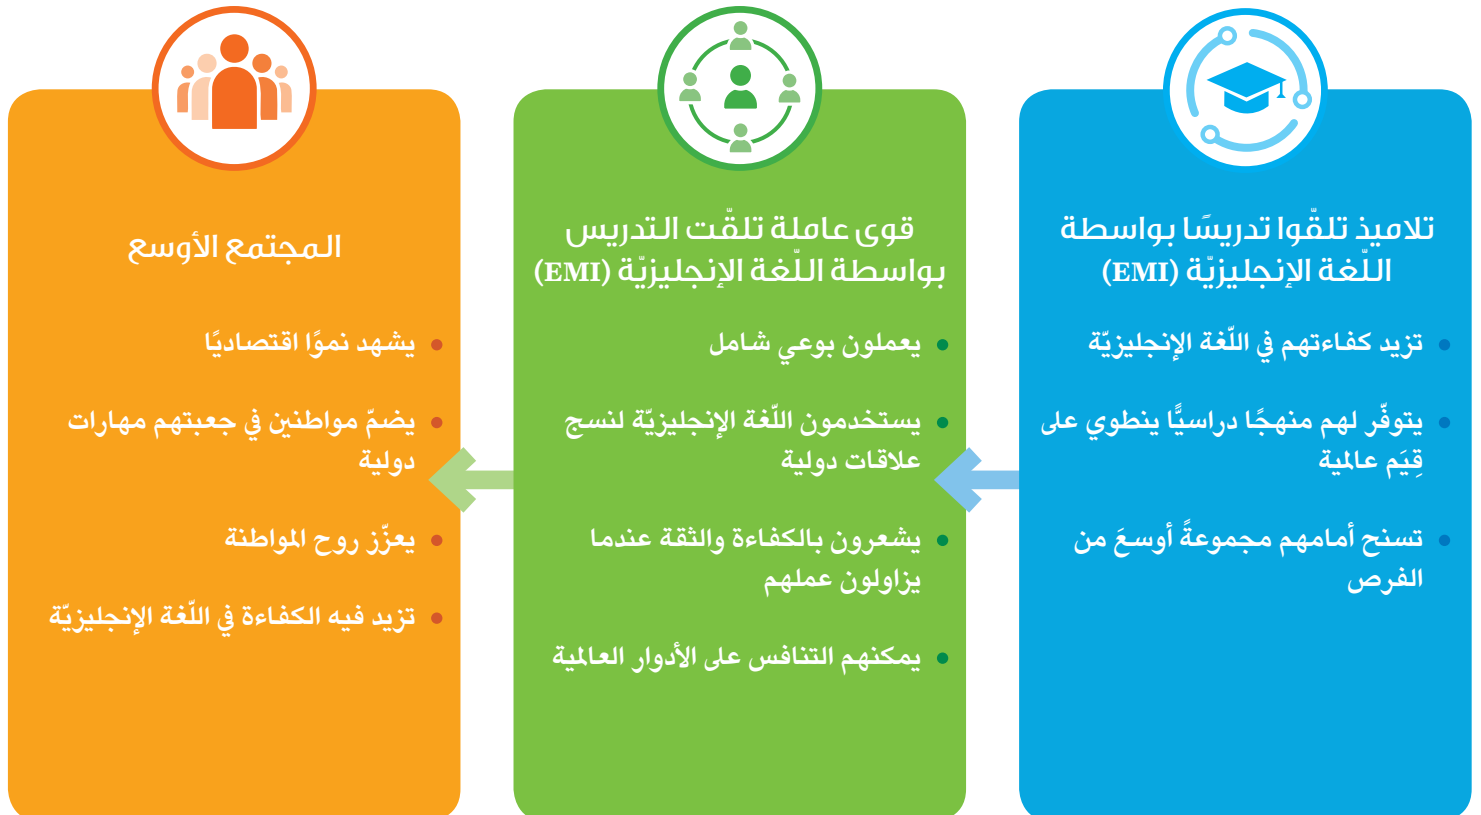 تلاميذ تلقّوا تدريسًا بواسطة
اللّغة الإنجليزيّة (EMI)
• تزيد كفاءتهم في اللّغة الإنجليزيّة
• يتوفّر لهم منهجًا دراسيًّا ينطوي على
قِيَم عالمية
• تسنح أمامهم مجموعةً أوسعَ من
الفرص
قوى عاملة تلقّت التدريس
بواسطة اللّغة الإنجليزيّة (EMI)
• يعملون بوعي شامل
• يستخدمون اللّغة الإنجليزيّة لنسج
علاقات دولية
• يشعرون بالكفاءة والثقة عندما
يزاولون عملهم
• يمكنهم التنافس على الأدوار العالمية
المجتمع الأوسع
• يشهد نموًا اقتصاديًا
• يضمّ مواطنين في جعبتهم مهارات
دولية
• يعزّز روح المواطنة
• تزيد فيه الكفاءة في اللّغة الإنجليزيّة